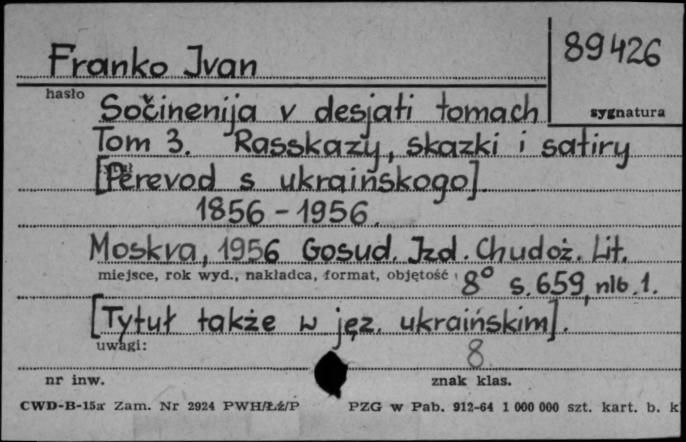 Franko Ivan
89426
hasło
sygnatura
Sočinenija v desjati tomach
Tom 3. Rasskazy, skazki i satiry
[Perevod s ukraińskogo].
1856-1956.
Moskva, 1956 Gosud. Izd. Chudož. Lit.
miejsce, rok wyd., nakładca, format, objętość
8° s. 659, nlb. 1.
[Tytuł także w jęz. ukraińskim].
uwagi:
8
nr inw.
znak klas.
CWD-B-15a Zam. Nr 2924 PWH/Łź/P PZG w Pab. 912-64 1 000 000 szt. kart. b. k